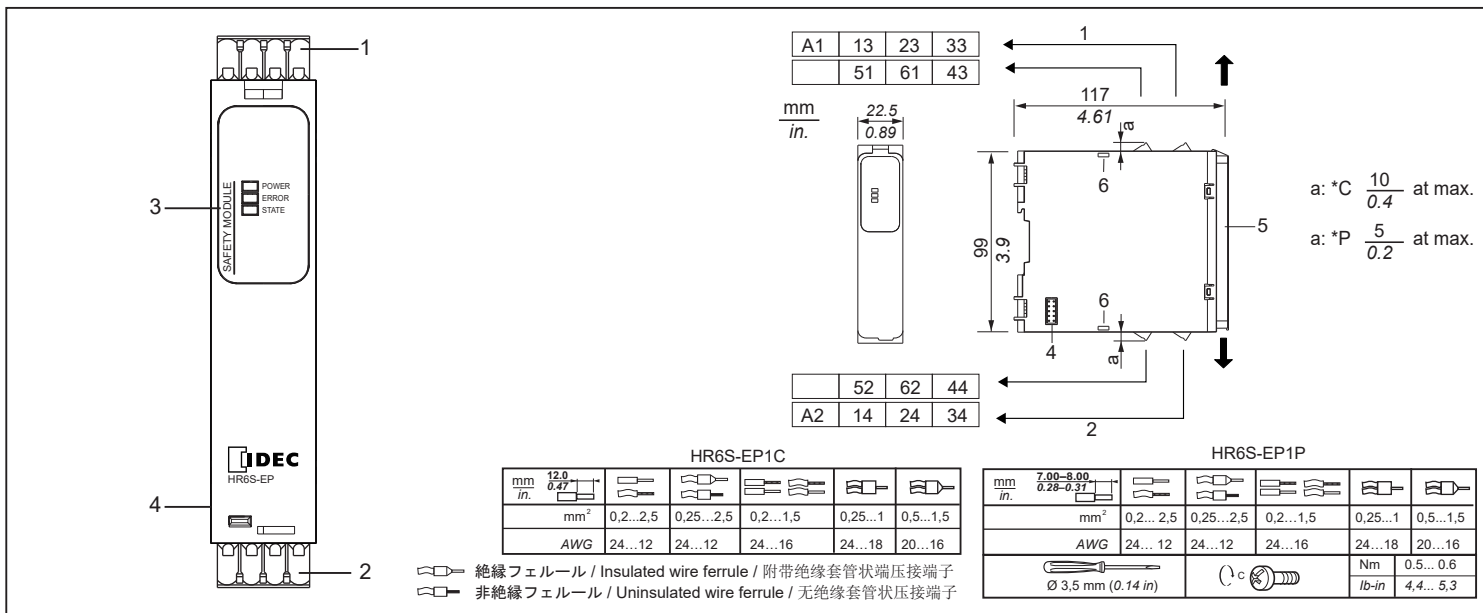 1
3
SAFETY MODULE
POWER
ERROR
STATE
IDEC
HR6S-EP
4
2
A1 13 23 33
51 61 43
1
mm
in.
22.5
0.89
117
4.61
a
6
99
3.9
5
6
4
a
a: *C 10
0.4 at max.
a: *P 5
0.2 at max.
52 62 44
A2 14 24 34
2
HR6S-EP1C
mm
in.
12.0
0.47
mm² 0,2...2,5 0,25...2,5 0,2...1,5 0,25...1 0,5...1,5
AWG 24...12 24...12 24...16 24...18 20...16
絶縁フェルール / Insulated wire ferrule / 附带绝缘套管状端压接端子
非絶縁フェルール / Uninsulated wire ferrule / 无绝缘套管状压接端子
HR6S-EP1P
mm
in.
7.00–8.00
0.28–0.31
mm² 0,2... 2,5 0,25...2,5 0,2...1,5 0,25...1 0,5...1,5
AWG 24... 12 24...12 24...16 24...18 20...16
Ø 3,5 mm (0.14 in)
C
Nm 0.5... 0.6
lb-in 4,4... 5,3